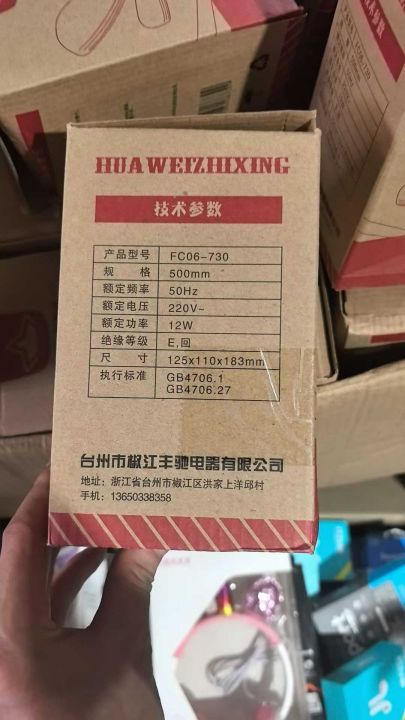 HUAWEIZHIXING
技术参数
产品型号 FC06-730
规 格 500mm
额定频率 50Hz
额定电压 220V~
额定功率 12W
绝缘等级 E,回
尺 寸 125x110x183mm
执行标准 GB4706.1
GB4706.27
台州市椒江丰驰电器有限公司
地址：浙江省台州市椒江区洪家上洋邱村
手机：13650338358